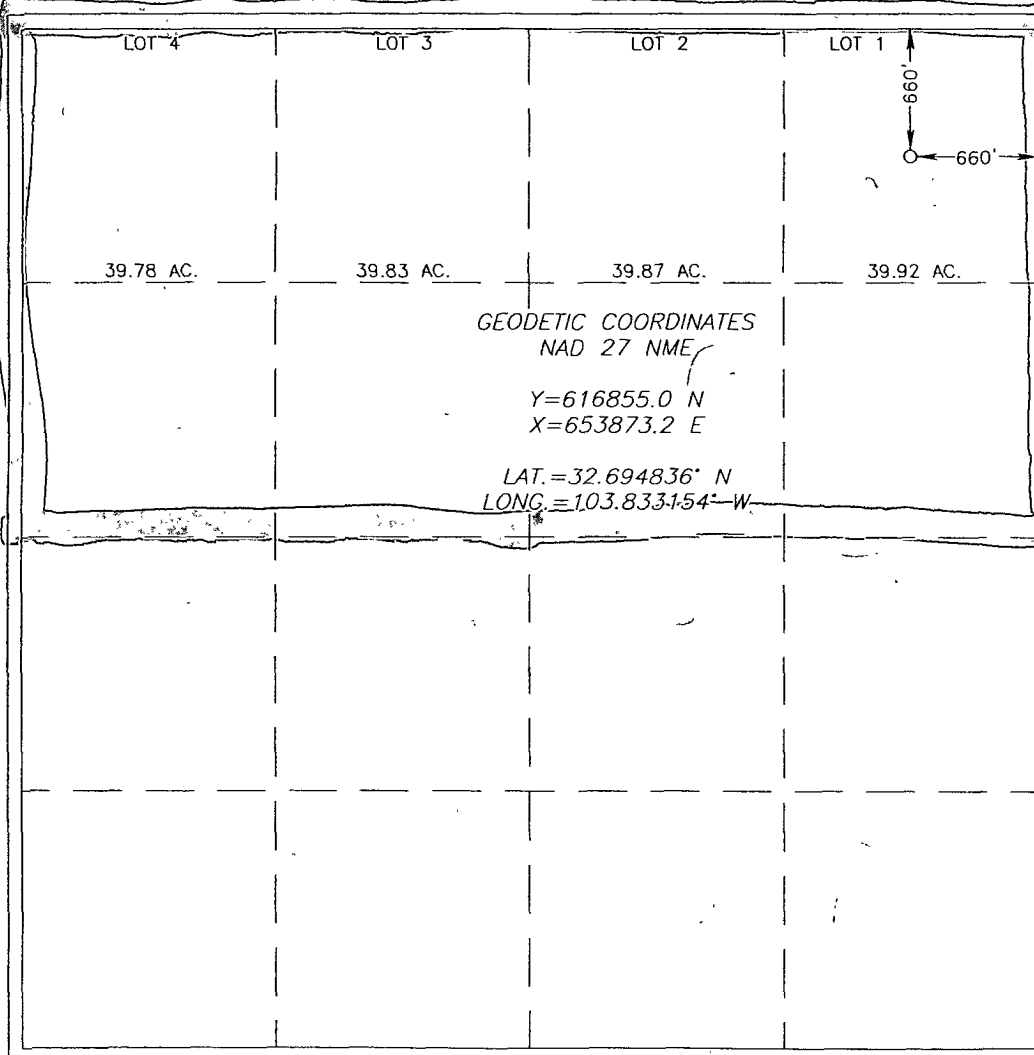 LOT 4
LOT 3
LOT 2
LOT 1
660'
660'
39.78 AC.
39.83 AC.
39.87 AC.
39.92 AC.
GEODETIC COORDINATES
NAD 27 NME
Y=616855.0 N
X=653873.2 E
LAT.=32.694836° N
LONG.=103.833154° W